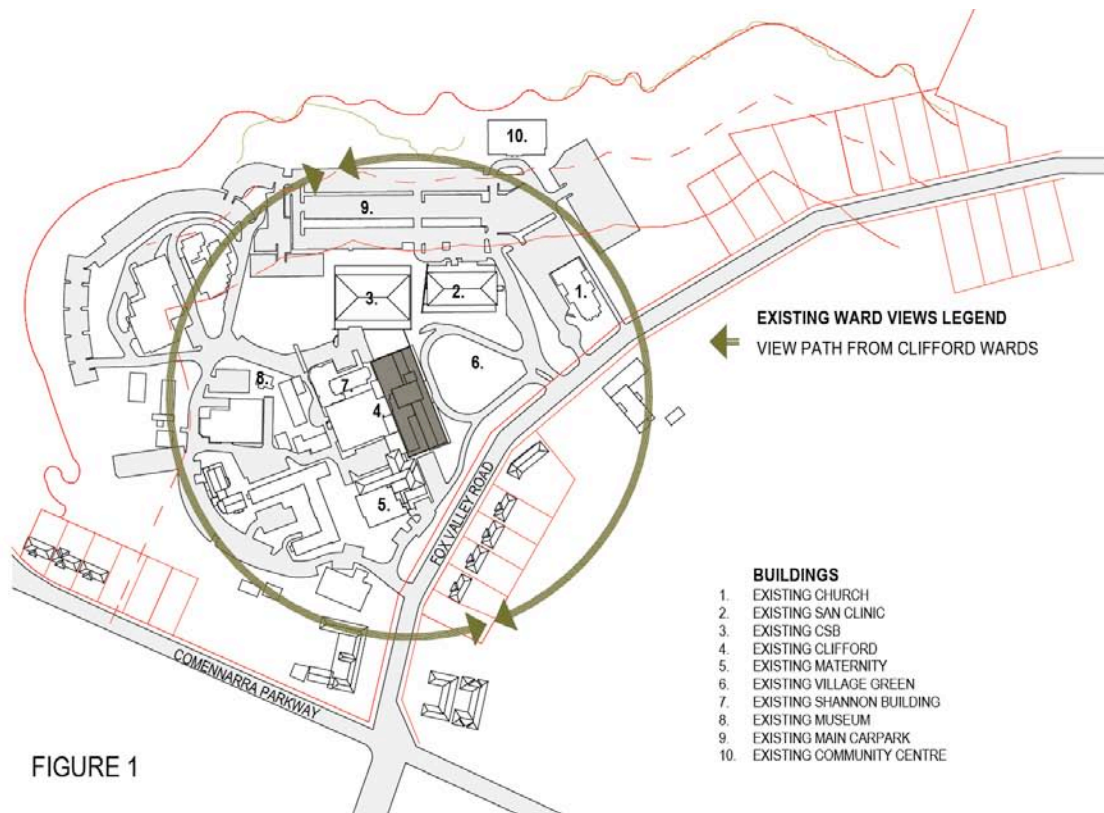 10.
9.
1.
2.
3.
EXISTING WARD VIEWS LEGEND
VIEW PATH FROM CLIFFORD WARDS
6.
8.
7.
4.
5.
FOX VALLEY ROAD
COMENNARRA PARKWAY
BUILDINGS
1. EXISTING CHURCH
2. EXISTING SAN CLINIC
3. EXISTING CSB
4. EXISTING CLIFFORD
5. EXISTING MATERNITY
6. EXISTING VILLAGE GREEN
7. EXISTING SHANNON BUILDING
8. EXISTING MUSEUM
9. EXISTING MAIN CARPARK
10. EXISTING COMMUNITY CENTRE
FIGURE 1